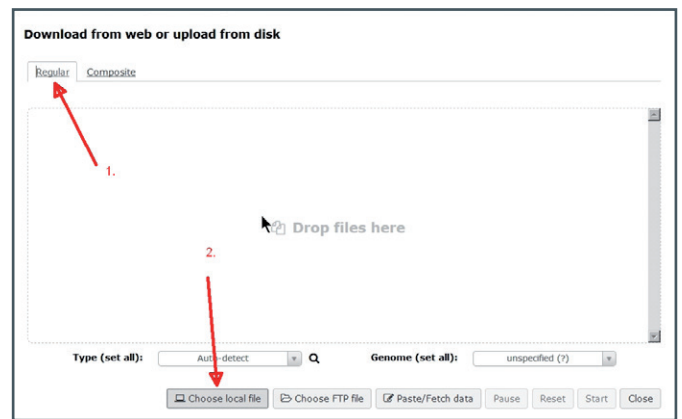 Download from web or upload from disk
Regular Composite
1.
Drop files here
2.
Type (set all): Auto-detect Genome (set all): unspecified (?)
Choose local file Choose FTP file Paste/Fetch data Pause Reset Start Close